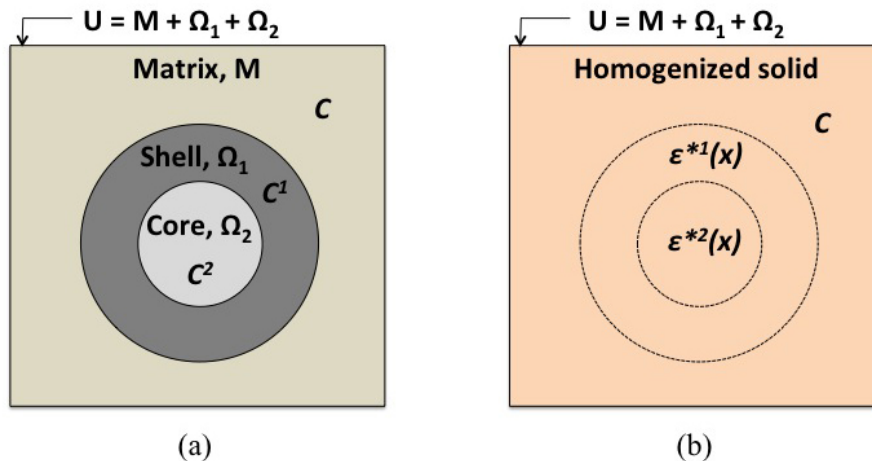 U = M + Ω₁ + Ω₂
Matrix, M
C
Shell, Ω₁
C¹
Core, Ω₂
C²
(a)
U = M + Ω₁ + Ω₂
Homogenized solid
C
ε*¹(x)
ε*²(x)
(b)